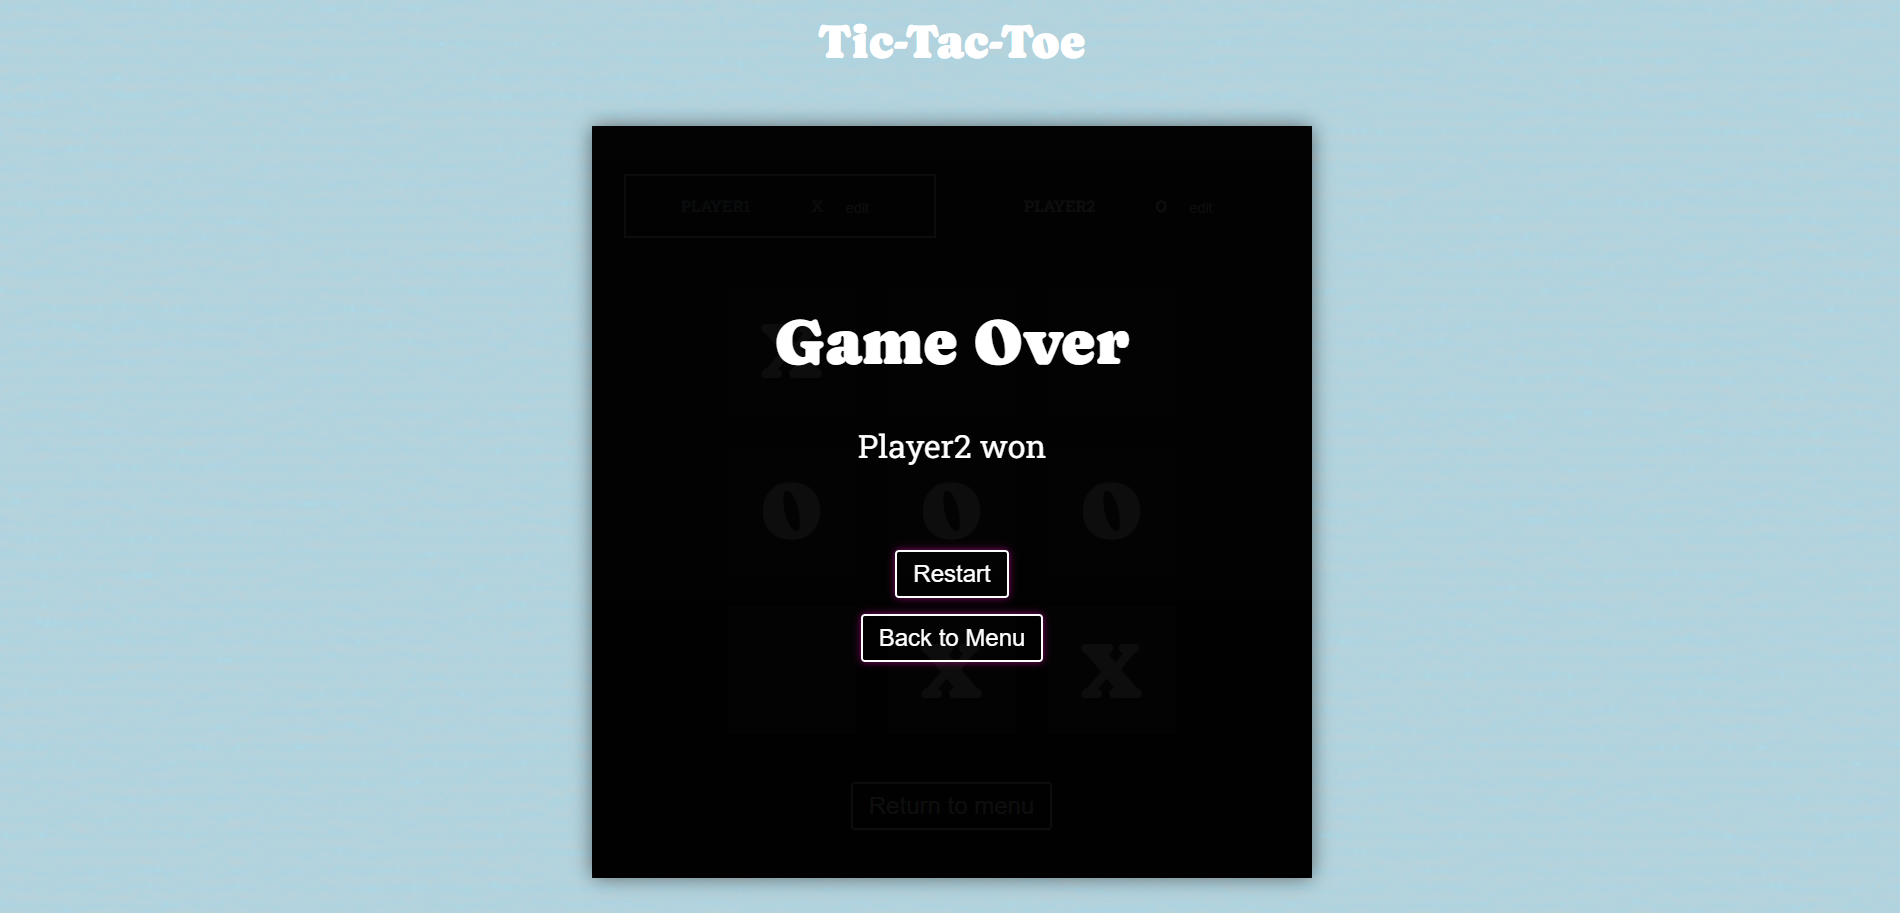 Tic-Tac-Toe
PLAYER1 X edit PLAYER2 O edit
X
Game Over
Player2 won
O O O
Restart
Back to Menu
X X
Return to menu